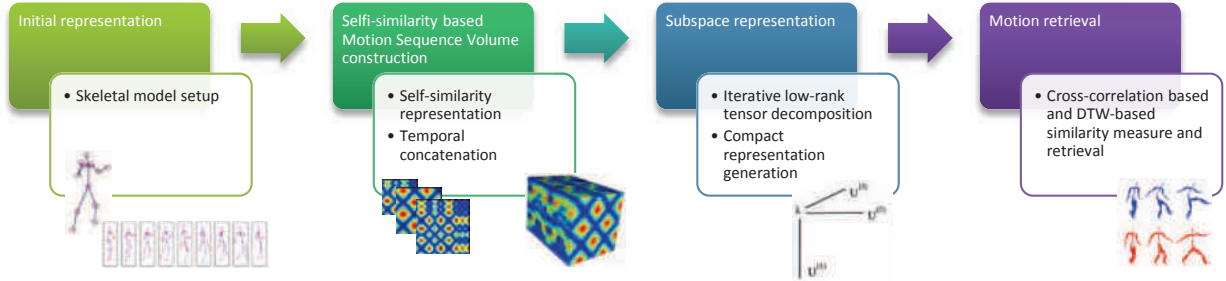 Initial representation
• Skeletal model setup
Selfi-similarity based
Motion Sequence Volume
construction
• Self-similarity
representation
• Temporal
concatenation
Subspace representation
• Iterative low-rank
tensor decomposition
• Compact
representation
generation
Motion retrieval
• Cross-correlation based
and DTW-based
similarity measure and
retrieval